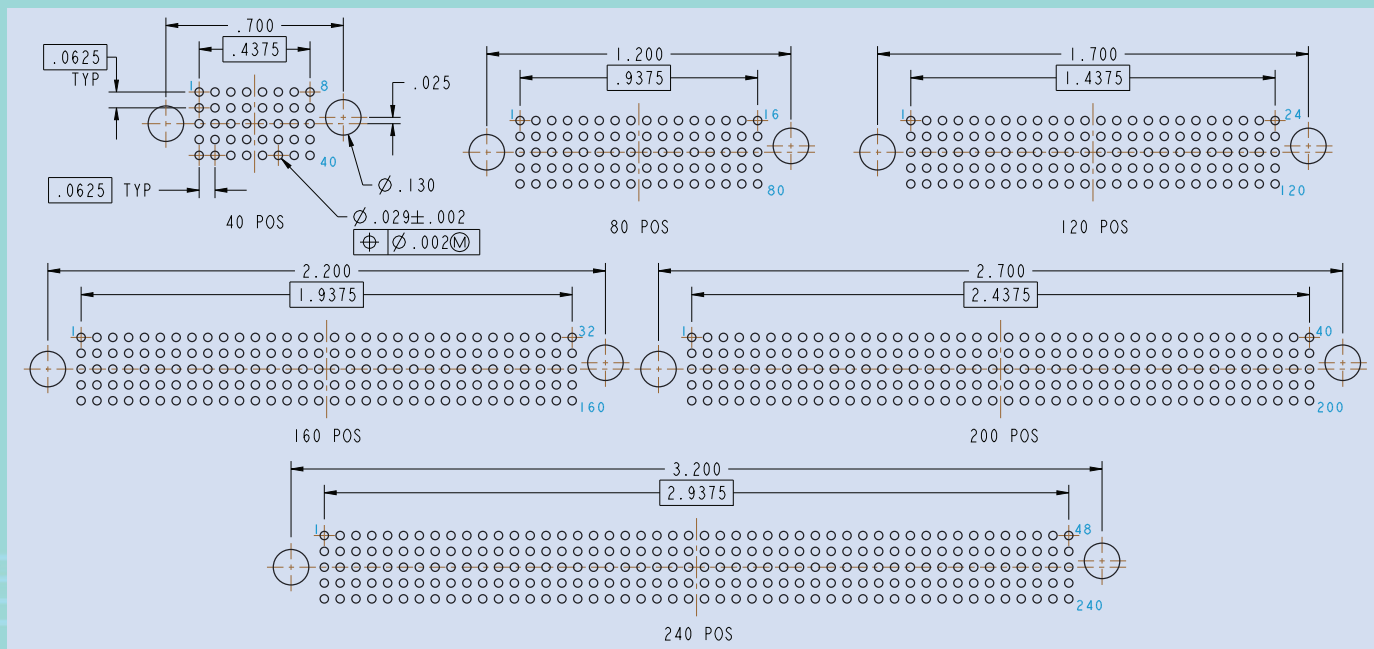 .700
.4375
.0625
TYP
1
8
.025
40
.0625 TYP
Ø.130
Ø.029±.002
⌖ Ø.002Ⓜ
40 POS
1.200
.9375
1
16
80
80 POS
1.700
1.4375
1
24
120
120 POS
2.200
1.9375
1
32
160
160 POS
2.700
2.4375
1
40
200
200 POS
3.200
2.9375
1
48
240
240 POS